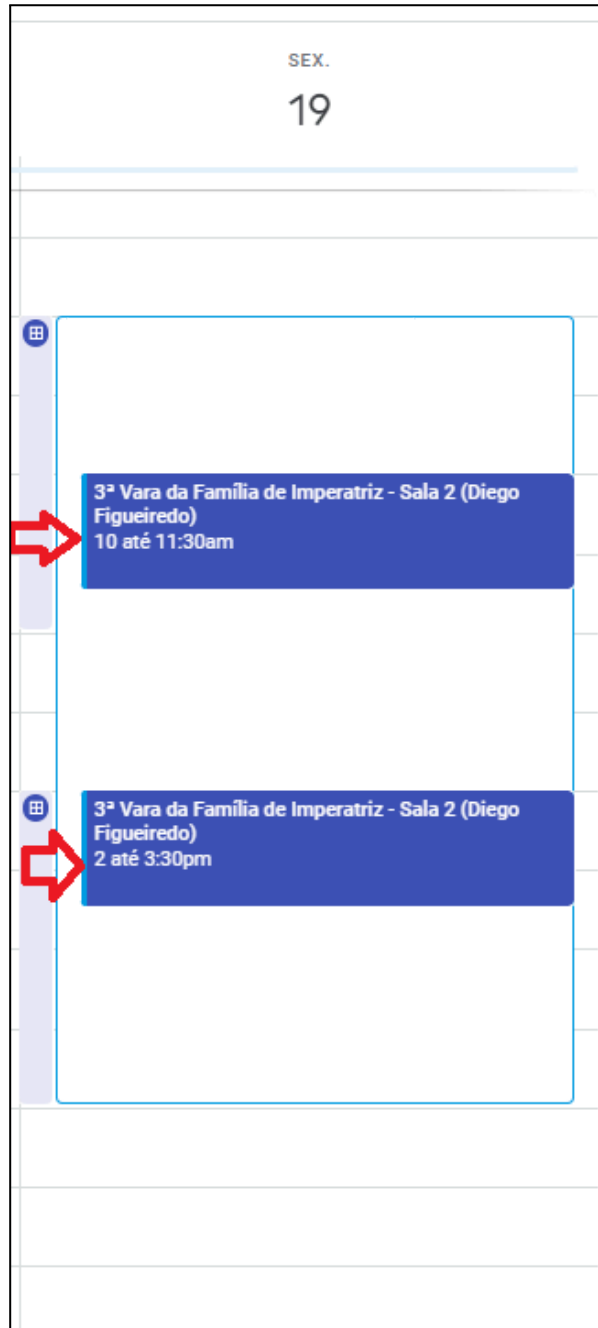 SEX.
19
3ª Vara da Família de Imperatriz - Sala 2 (Diego
Figueiredo)
10 até 11:30am
3ª Vara da Família de Imperatriz - Sala 2 (Diego
Figueiredo)
2 até 3:30pm